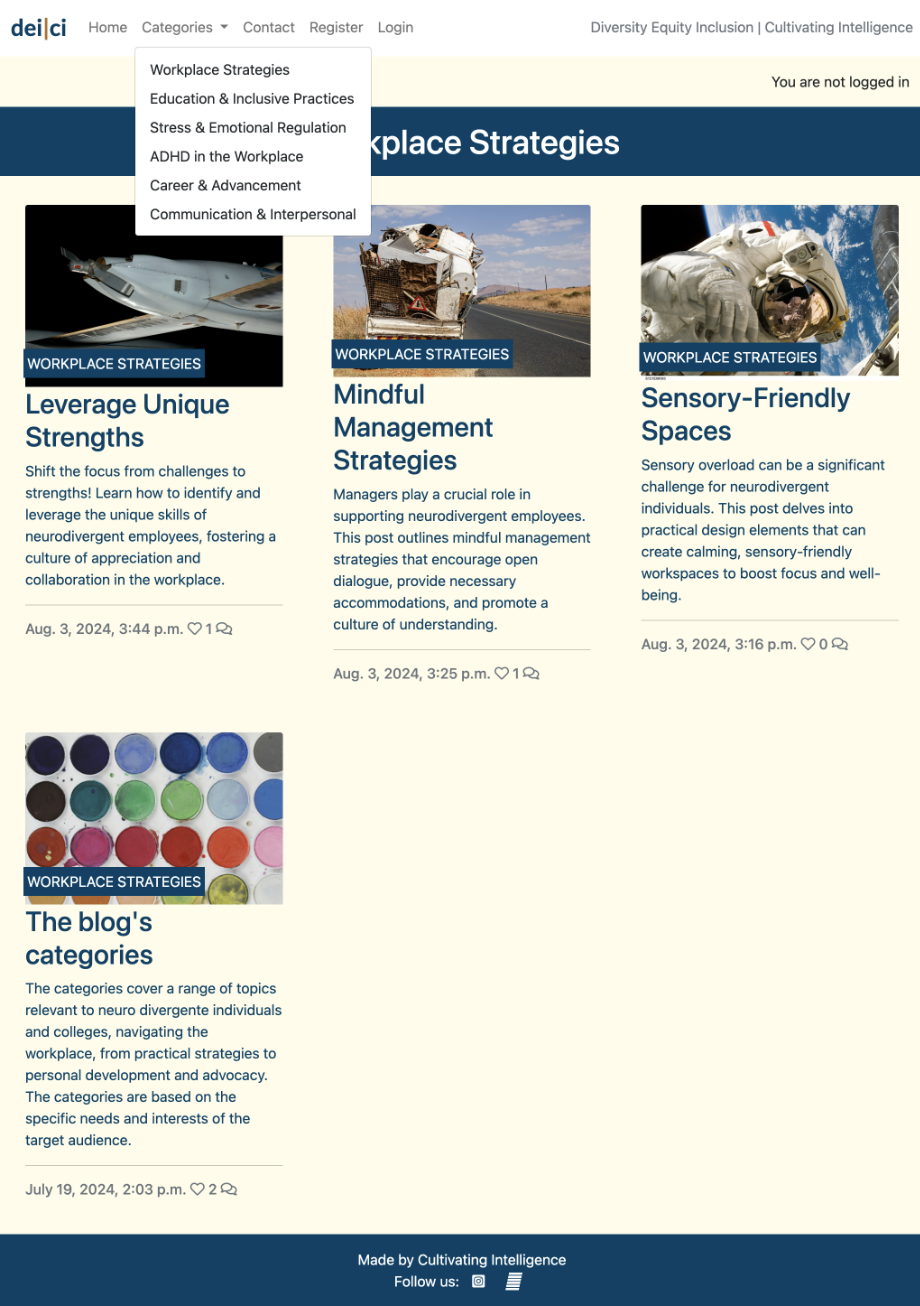 dei|ci Home Categories Contact Register Login Diversity Equity Inclusion | Cultivating Intelligence
Workplace Strategies
Education & Inclusive Practices
Stress & Emotional Regulation
ADHD in the Workplace
Career & Advancement
Communication & Interpersonal
You are not logged in
kplace Strategies
WORKPLACE STRATEGIES
Leverage Unique
Strengths
Shift the focus from challenges to
strengths! Learn how to identify and
leverage the unique skills of
neurodivergent employees, fostering a
culture of appreciation and
collaboration in the workplace.
Aug. 3, 2024, 3:44 p.m. 1
WORKPLACE STRATEGIES
Mindful
Management
Strategies
Managers play a crucial role in
supporting neurodivergent employees.
This post outlines mindful management
strategies that encourage open
dialogue, provide necessary
accommodations, and promote a
culture of understanding.
Aug. 3, 2024, 3:25 p.m. 1
WORKPLACE STRATEGIES
Sensory-Friendly
Spaces
Sensory overload can be a significant
challenge for neurodivergent
individuals. This post delves into
practical design elements that can
create calming, sensory-friendly
workspaces to boost focus and well-
being.
Aug. 3, 2024, 3:16 p.m. 0
WORKPLACE STRATEGIES
The blog's
categories
The categories cover a range of topics
relevant to neuro divergente individuals
and colleges, navigating the
workplace, from practical strategies to
personal development and advocacy.
The categories are based on the
specific needs and interests of the
target audience.
July 19, 2024, 2:03 p.m. 2
Made by Cultivating Intelligence
Follow us: